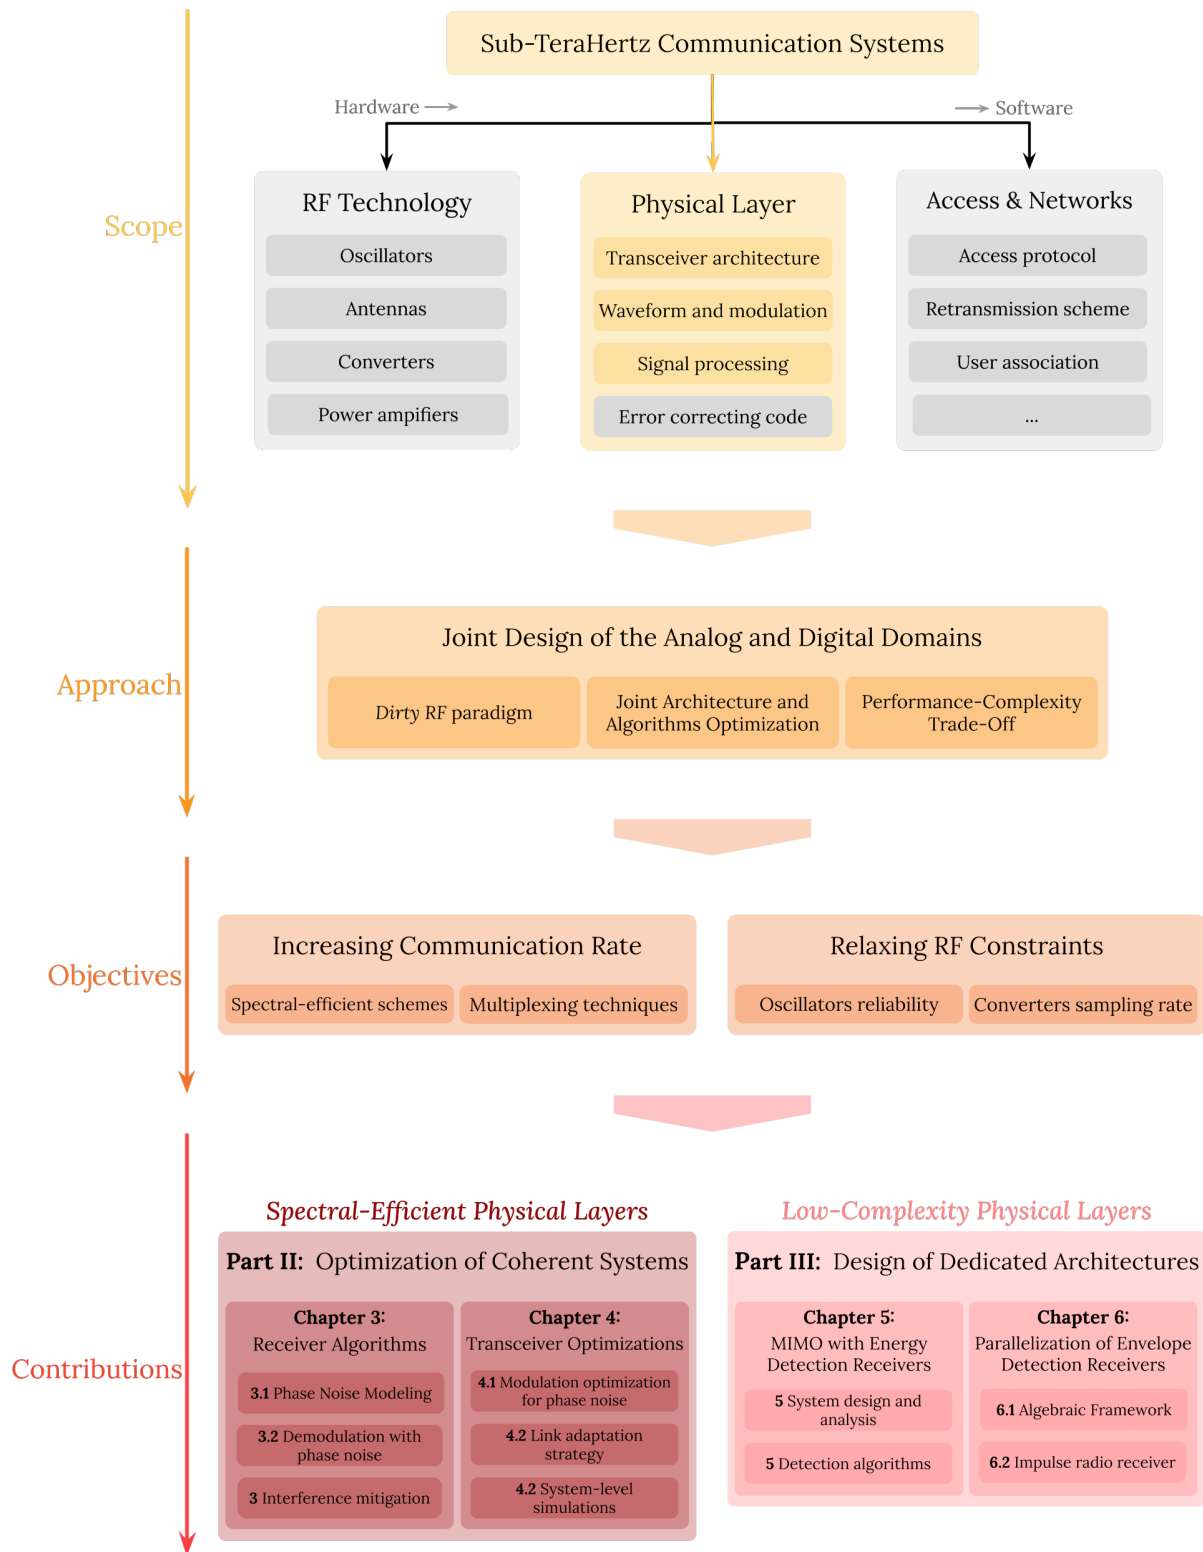 Sub-TeraHertz Communication Systems
Hardware
Software
Scope
RF Technology
Oscillators
Antennas
Converters
Power ampifiers
Physical Layer
Transceiver architecture
Waveform and modulation
Signal processing
Error correcting code
Access & Networks
Access protocol
Retransmission scheme
User association
...
Approach
Joint Design of the Analog and Digital Domains
Dirty RF paradigm
Joint Architecture and
Algorithms Optimization
Performance-Complexity
Trade-Off
Objectives
Increasing Communication Rate
Spectral-efficient schemes
Multiplexing techniques
Relaxing RF Constraints
Oscillators reliability
Converters sampling rate
Contributions
Spectral-Efficient Physical Layers
Part II: Optimization of Coherent Systems
Chapter 3:
Receiver Algorithms
3.1 Phase Noise Modeling
3.2 Demodulation with
phase noise
3 Interference mitigation
Chapter 4:
Transceiver Optimizations
4.1 Modulation optimization
for phase noise
4.2 Link adaptation
strategy
4.2 System-level
simulations
Low-Complexity Physical Layers
Part III: Design of Dedicated Architectures
Chapter 5:
MIMO with Energy
Detection Receivers
5 System design and
analysis
5 Detection algorithms
Chapter 6:
Parallelization of Envelope
Detection Receivers
6.1 Algebraic Framework
6.2 Impulse radio receiver